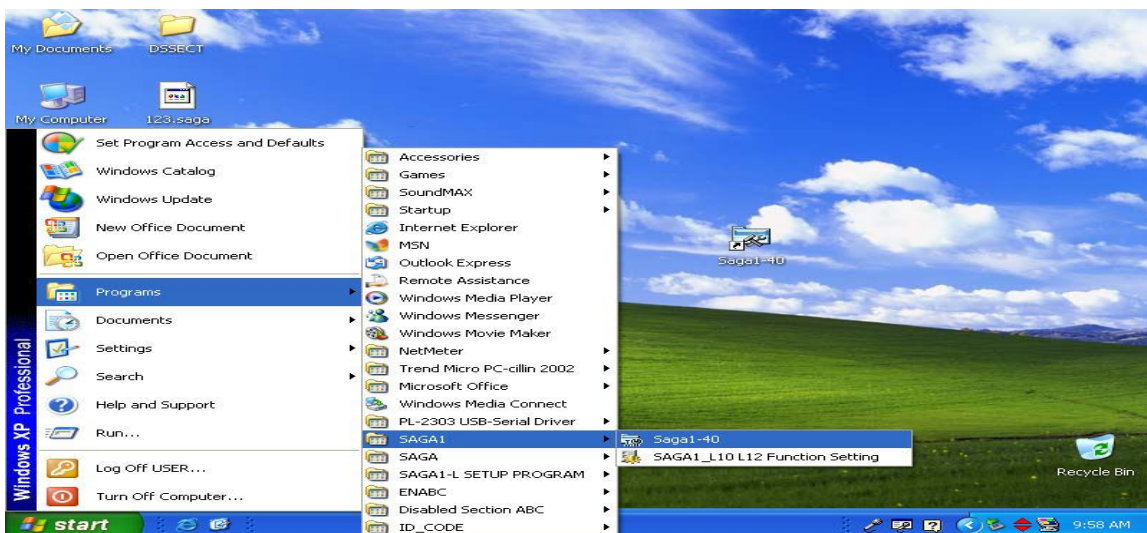 My Documents
DSSECT
My Computer
123.saga
Set Program Access and Defaults
Windows Catalog
Windows Update
New Office Document
Open Office Document
Programs
Documents
Settings
Search
Help and Support
Run...
Log Off USER...
Turn Off Computer...
Windows XP Professional
Accessories
Games
SoundMAX
Startup
Internet Explorer
MSN
Outlook Express
Remote Assistance
Windows Media Player
Windows Messenger
Windows Movie Maker
NetMeter
Trend Micro PC-cillin 2002
Microsoft Office
Windows Media Connect
PL-2303 USB-Serial Driver
SAGA1
SAGA
SAGA1-L SETUP PROGRAM
ENABC
Disabled Section ABC
ID_CODE
Saga1-40
SAGA1_L10 L12 Function Setting
Saga1-40
Recycle Bin
start
9:58 AM